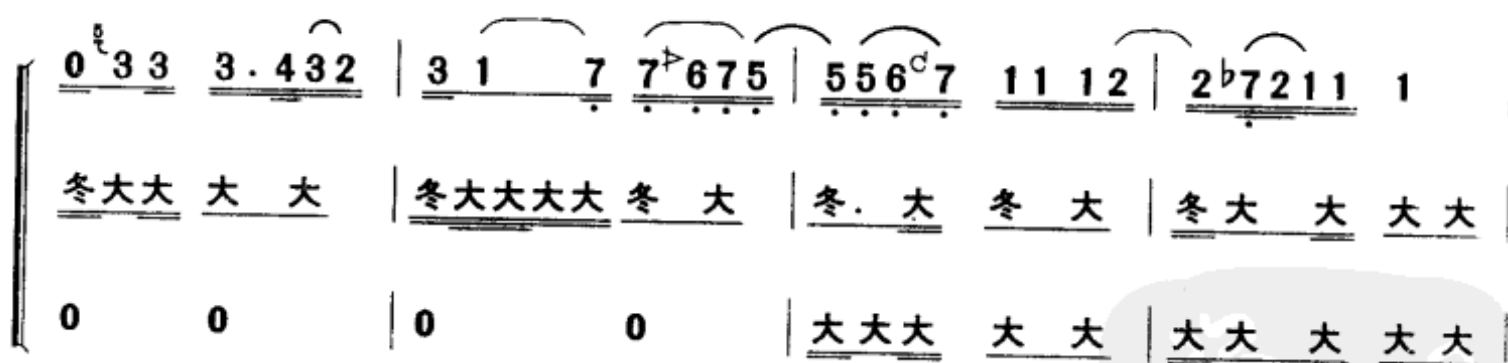 0 3 3 3 . 4 3 2 | 3 1 7 7 6 7 5 | 5 5 6 7 1 1 1 2 | 2 ♭7 2 1 1 1
冬大大 大 大 | 冬大大大大 冬 大 | 冬. 大 冬 大 | 冬 大 大 大 大
0 0 | 0 0 | 大大大 大 大 | 大大 大 大大